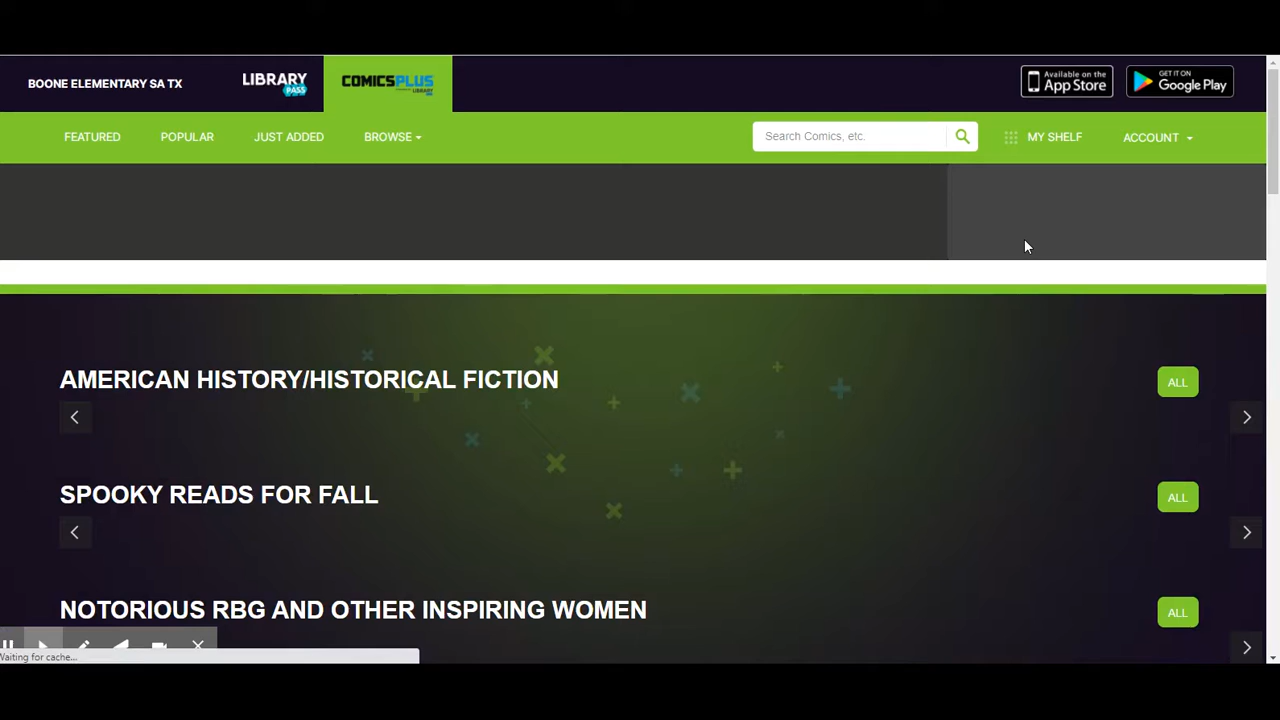 BOONE ELEMENTARY SA TX
LIBRARY
PASS
COMICSPLUS
Available on the
App Store
GET IT ON
Google Play
FEATURED
POPULAR
JUST ADDED
BROWSE
Search Comics, etc.
MY SHELF
ACCOUNT
AMERICAN HISTORY/HISTORICAL FICTION
ALL
SPOOKY READS FOR FALL
ALL
NOTORIOUS RBG AND OTHER INSPIRING WOMEN
ALL
Waiting for cache...